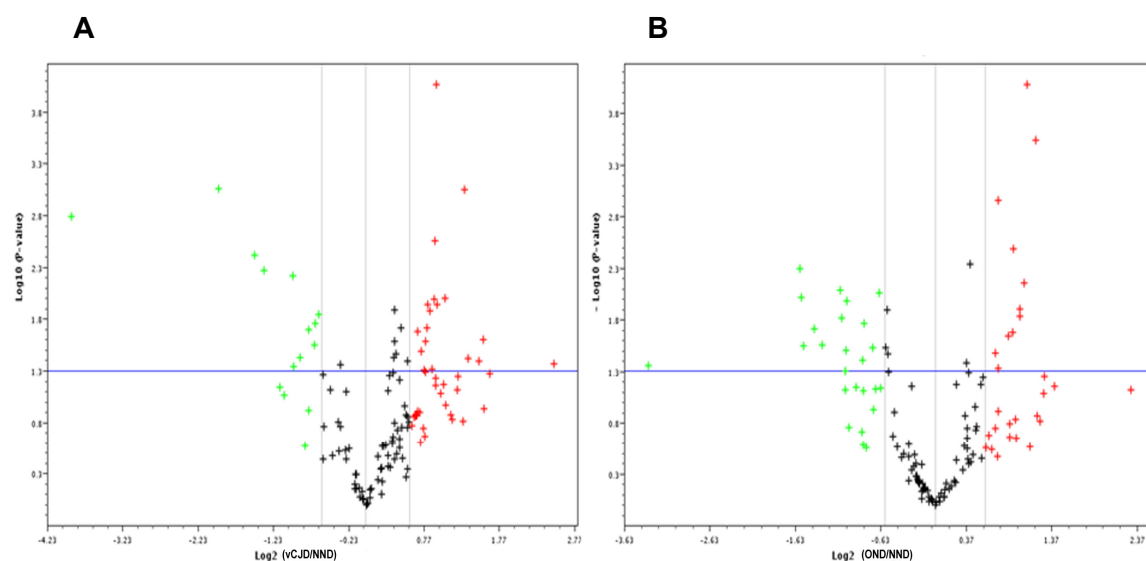 A
B
Log10 (P-value)
3.8
3.3
2.8
2.3
1.8
1.3
0.8
0.3
-4.23 -3.23 -2.23 -1.23 -0.23 0.77 1.77 2.77
Log2 (vCJD/NND)
- Log10 (P-value)
3.8
3.3
2.8
2.3
1.8
1.3
0.8
0.3
-3.63 -2.63 -1.63 -0.63 0.37 1.37 2.37
Log2 (OND/NND)